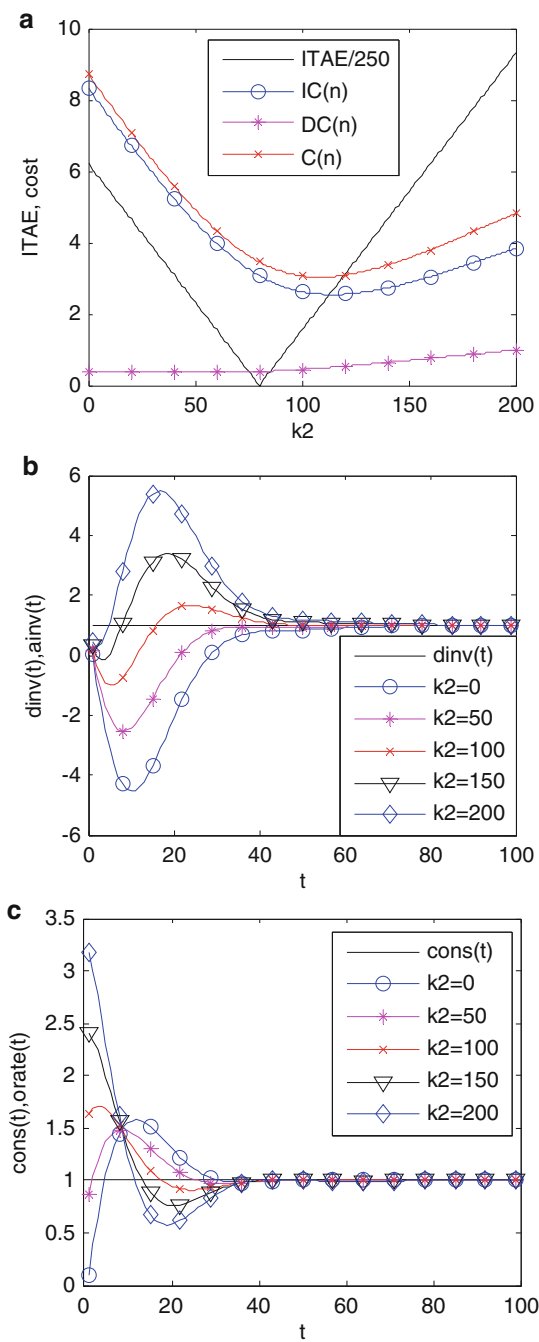 a
10
8
6
4
2
0
ITAE, cost
ITAE/250
IC(n)
DC(n)
C(n)
0
50
100
150
200
k2
b
6
4
2
0
-2
-4
-6
dinv(t),ainv(t)
dinv(t)
k2=0
k2=50
k2=100
k2=150
k2=200
0
20
40
60
80
100
t
c
3.5
3
2.5
2
1.5
1
0.5
0
cons(t),orate(t)
cons(t)
k2=0
k2=50
k2=100
k2=150
k2=200
0
20
40
60
80
100
t